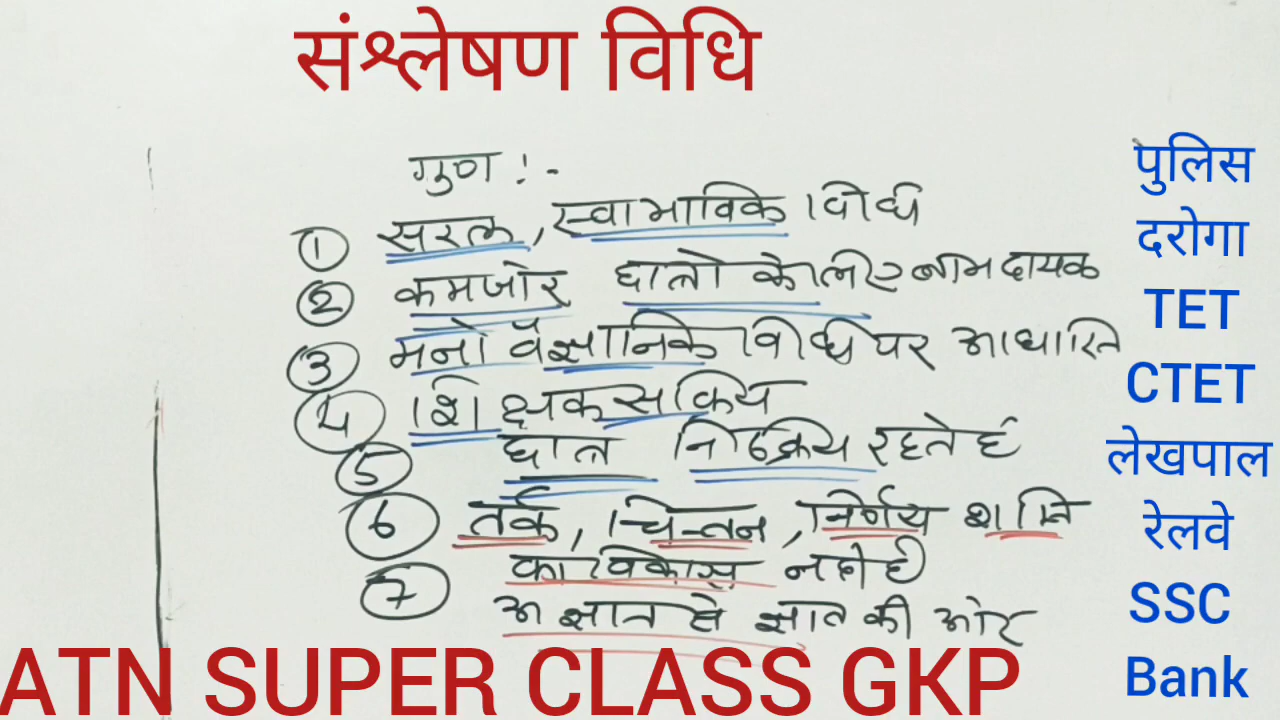 संश्लेषण विधि
गुण :-
① सरल, स्वाभाविक विधि
② कमजोर छात्रो के लिए लाभ दायक
③ मनो वैज्ञानिक विधि पर आधारित
④ शिक्षक सक्रिय
⑤ छात्र निष्क्रिय रहते है
⑥ तर्क, चिन्तन, निर्णय शक्ति
का विकास नही है
⑦ अज्ञात से ज्ञात की ओर
पुलिस
दरोगा
TET
CTET
लेखपाल
रेलवे
SSC
Bank
ATN SUPER CLASS GKP